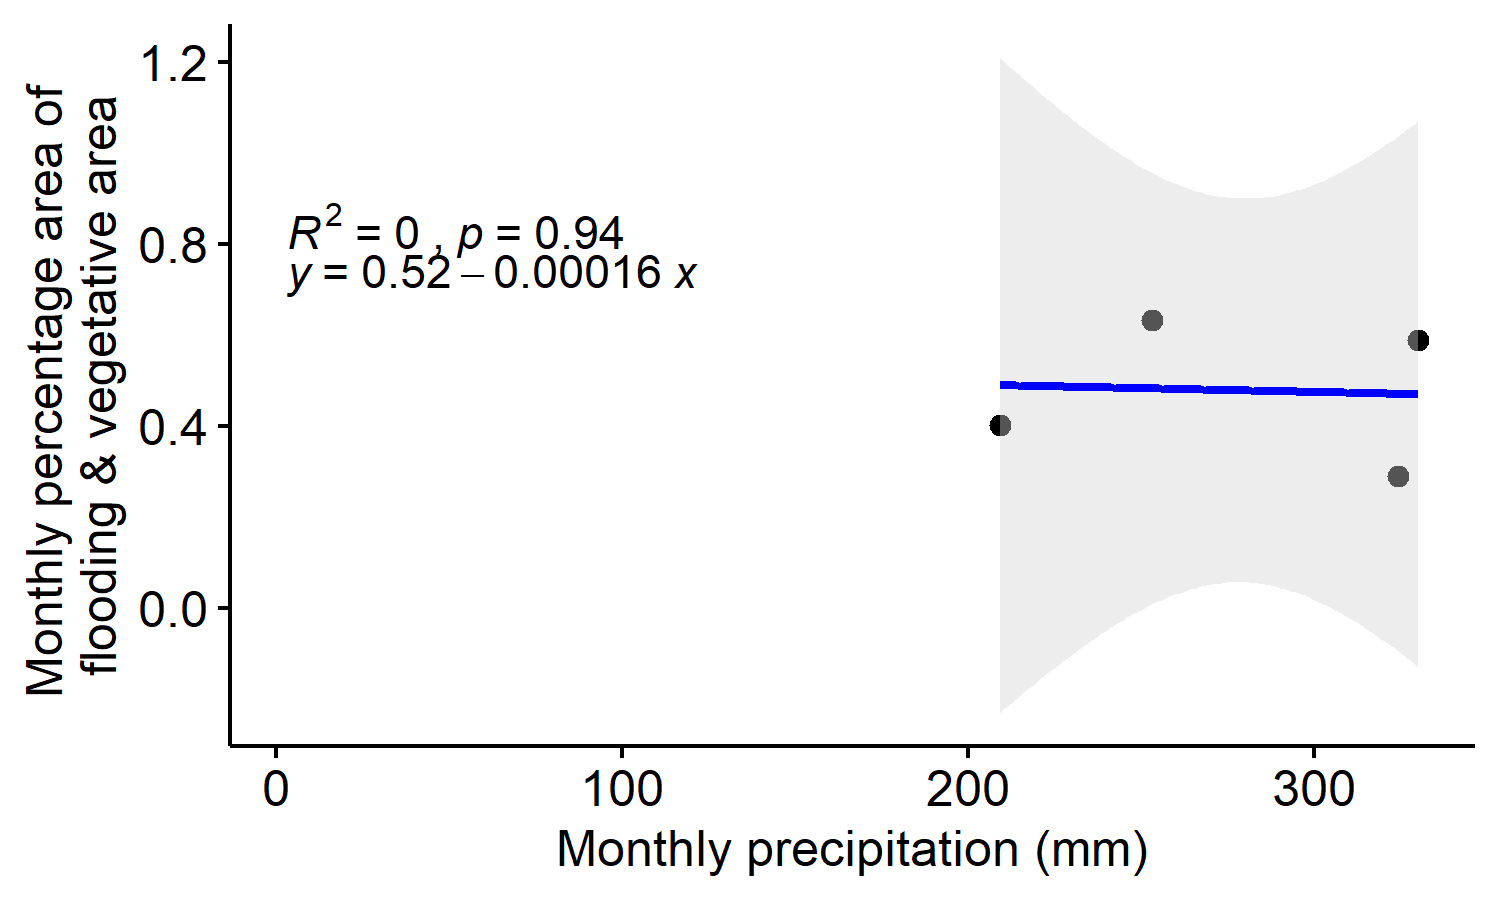 Monthly percentage area of
flooding & vegetative area
1.2
0.8
0.4
0.0
R² = 0 , p = 0.94
y = 0.52 − 0.00016 x
0 100 200 300
Monthly precipitation (mm)